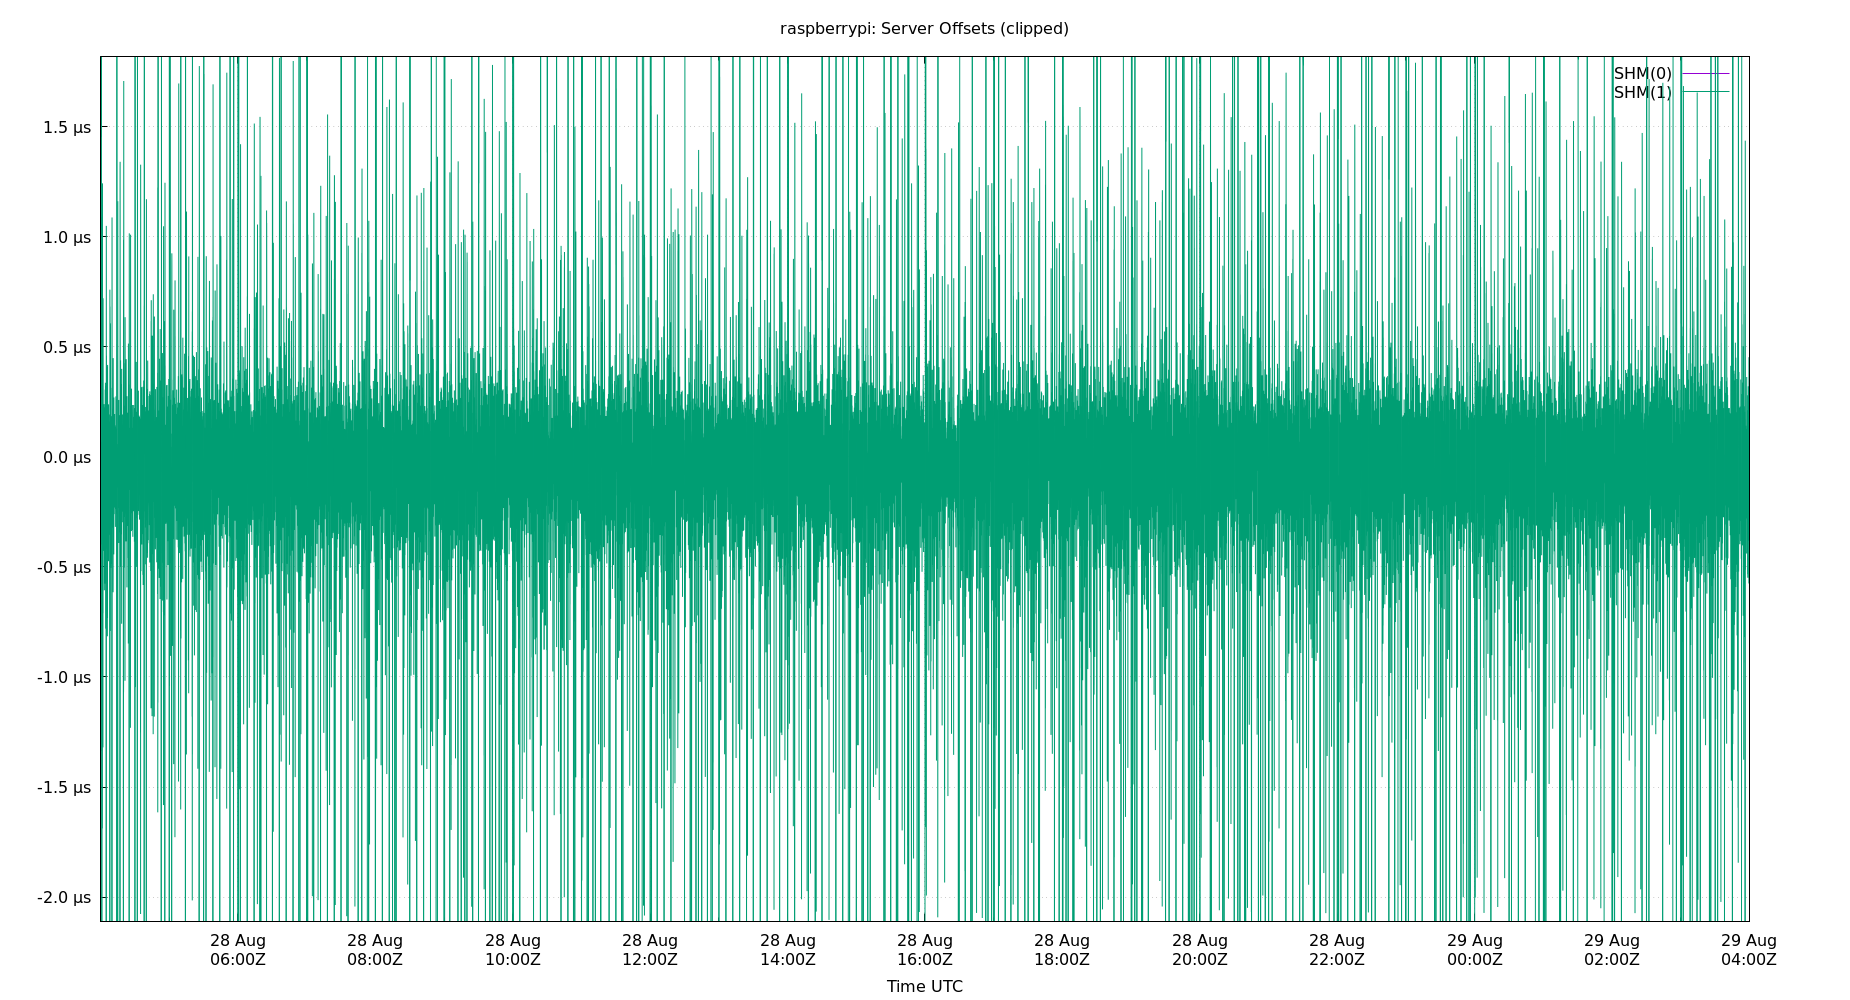 raspberrypi: Server Offsets (clipped)
SHM(0)
SHM(1)
1.5 µs
1.0 µs
0.5 µs
0.0 µs
-0.5 µs
-1.0 µs
-1.5 µs
-2.0 µs
28 Aug 28 Aug 28 Aug 28 Aug 28 Aug 28 Aug 28 Aug 28 Aug 28 Aug 29 Aug 29 Aug 29 Aug
06:00Z 08:00Z 10:00Z 12:00Z 14:00Z 16:00Z 18:00Z 20:00Z 22:00Z 00:00Z 02:00Z 04:00Z
Time UTC